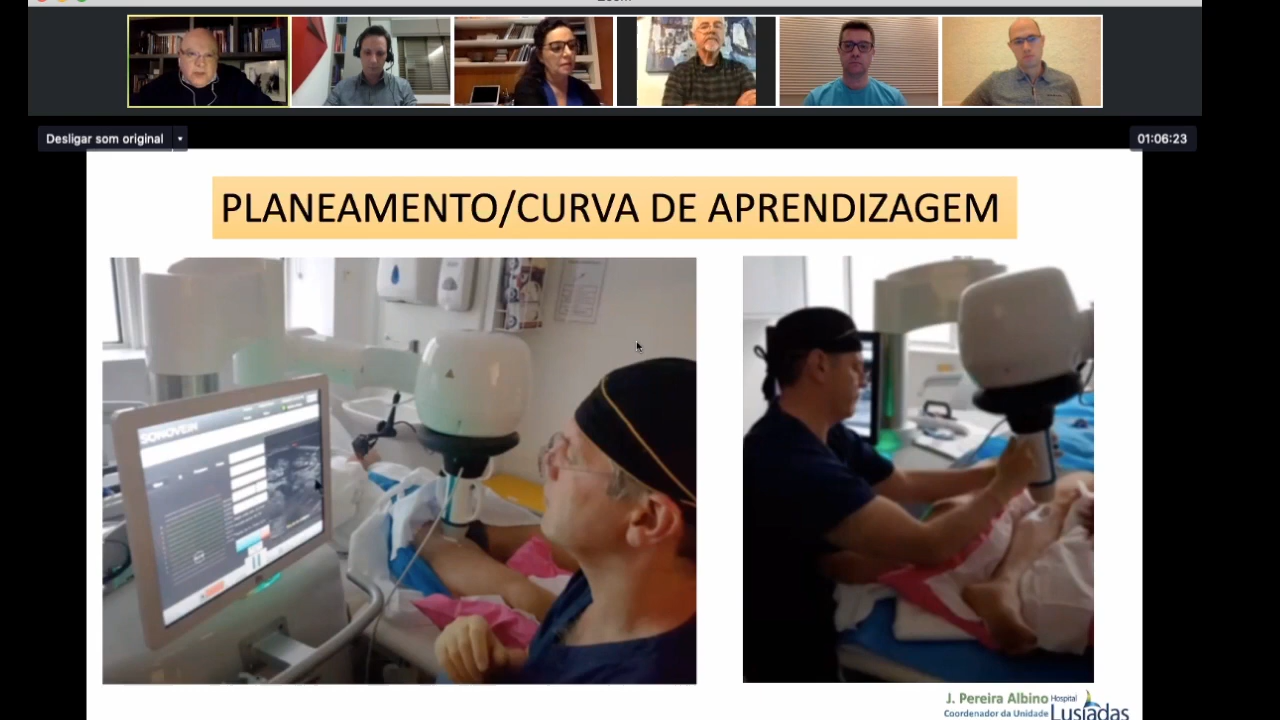 Desligar som original
01:06:23
PLANEAMENTO/CURVA DE APRENDIZAGEM
SONOVEIN
J. Pereira Albino
Coordenador da Unidade
Hospital
Lusíadas